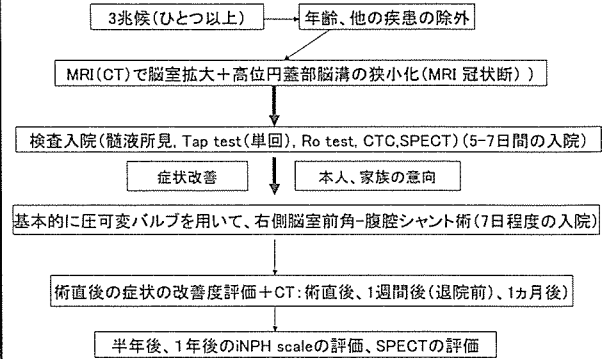 3兆候(ひとつ以上)
年齢、他の疾患の除外
MRI(CT)で脳室拡大+高位円蓋部脳溝の狭小化(MRI 冠状断) )
検査入院(髄液所見, Tap test(単回), Ro test, CTC,SPECT)(5-7日間の入院)
症状改善
本人、家族の意向
基本的に圧可変バルブを用いて、右側脳室前角-腹腔シャント術(7日程度の入院)
術直後の症状の改善度評価+CT:術直後、1週間後(退院前)、1ヵ月後)
半年後、1年後のiNPH scaleの評価、SPECTの評価